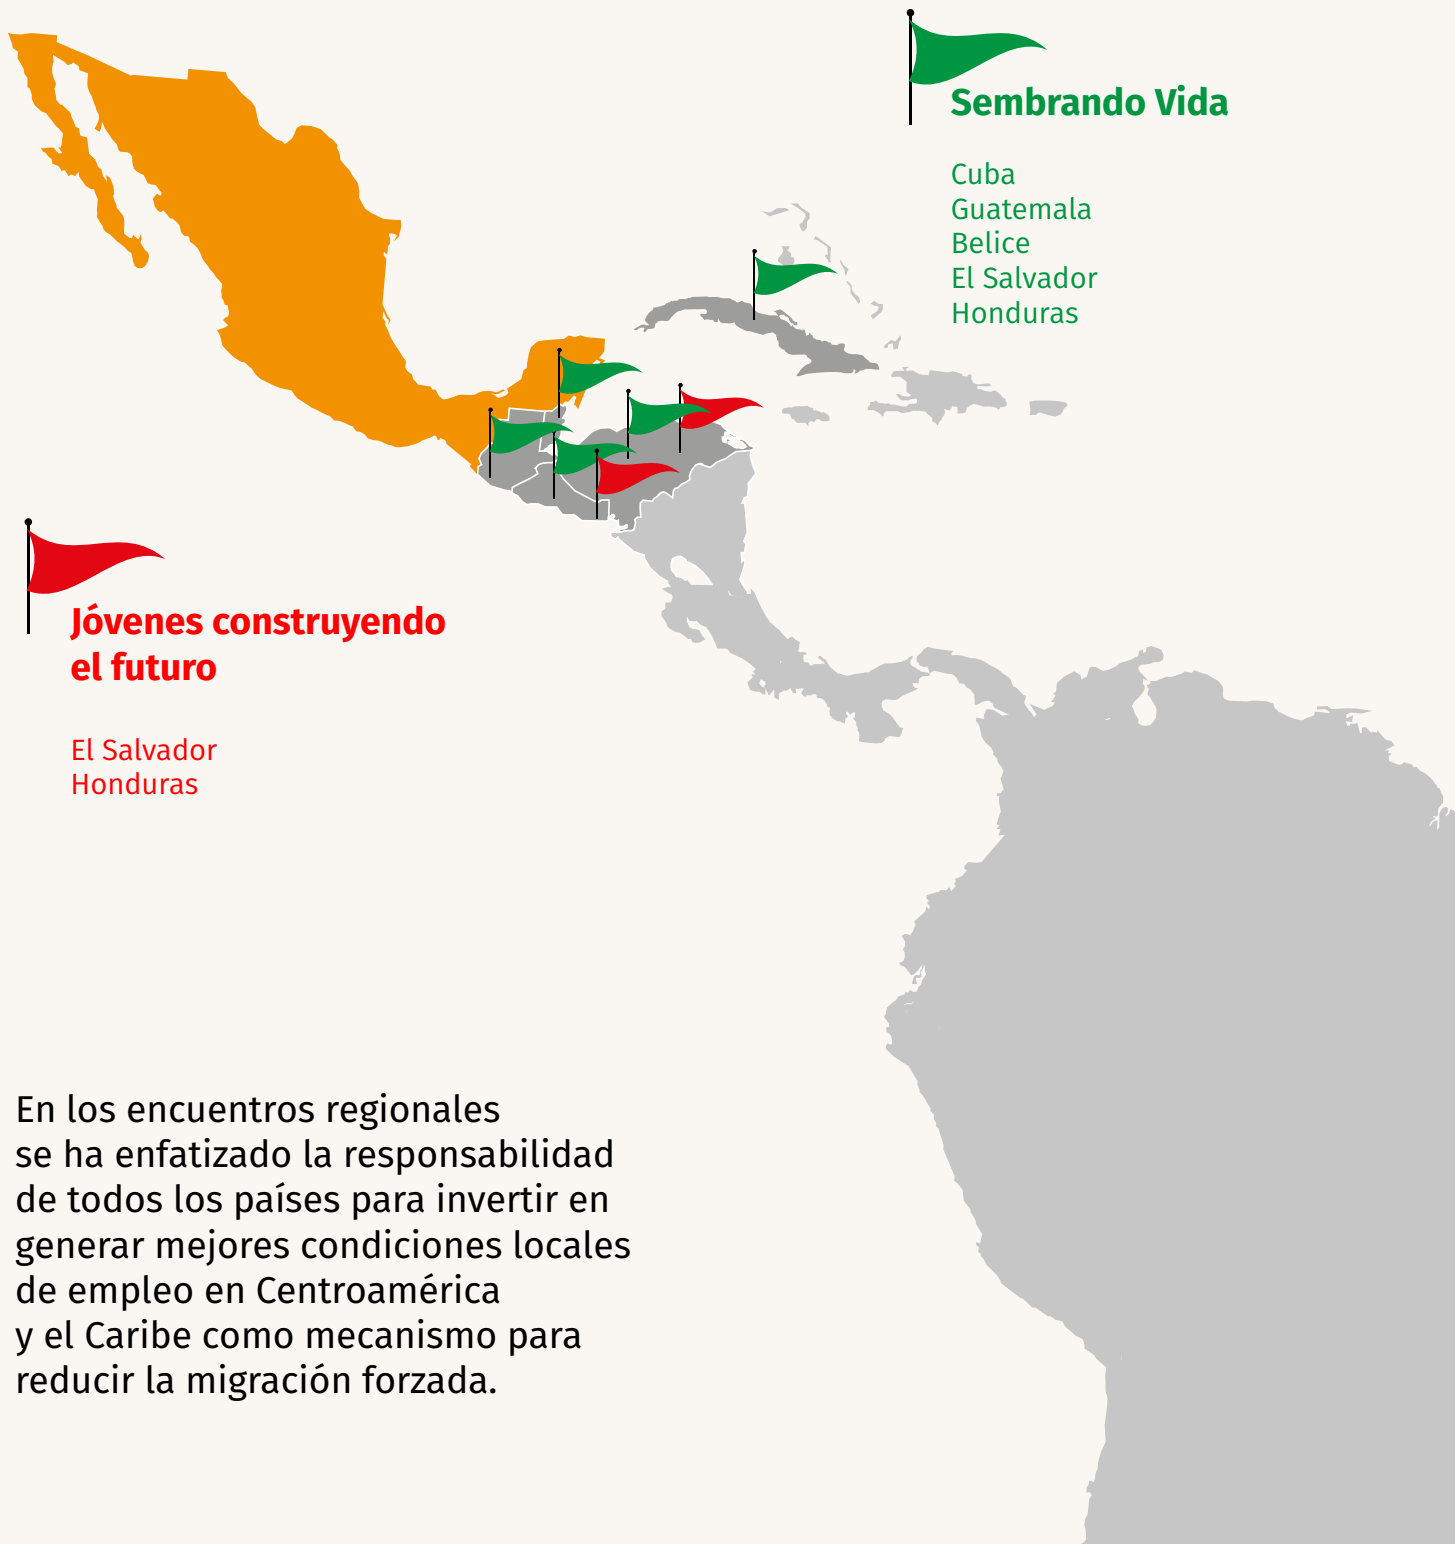 Sembrando Vida
Cuba
Guatemala
Belice
El Salvador
Honduras
Jóvenes construyendo
el futuro
El Salvador
Honduras
En los encuentros regionales
se ha enfatizado la responsabilidad
de todos los países para invertir en
generar mejores condiciones locales
de empleo en Centroamérica
y el Caribe como mecanismo para
reducir la migración forzada.